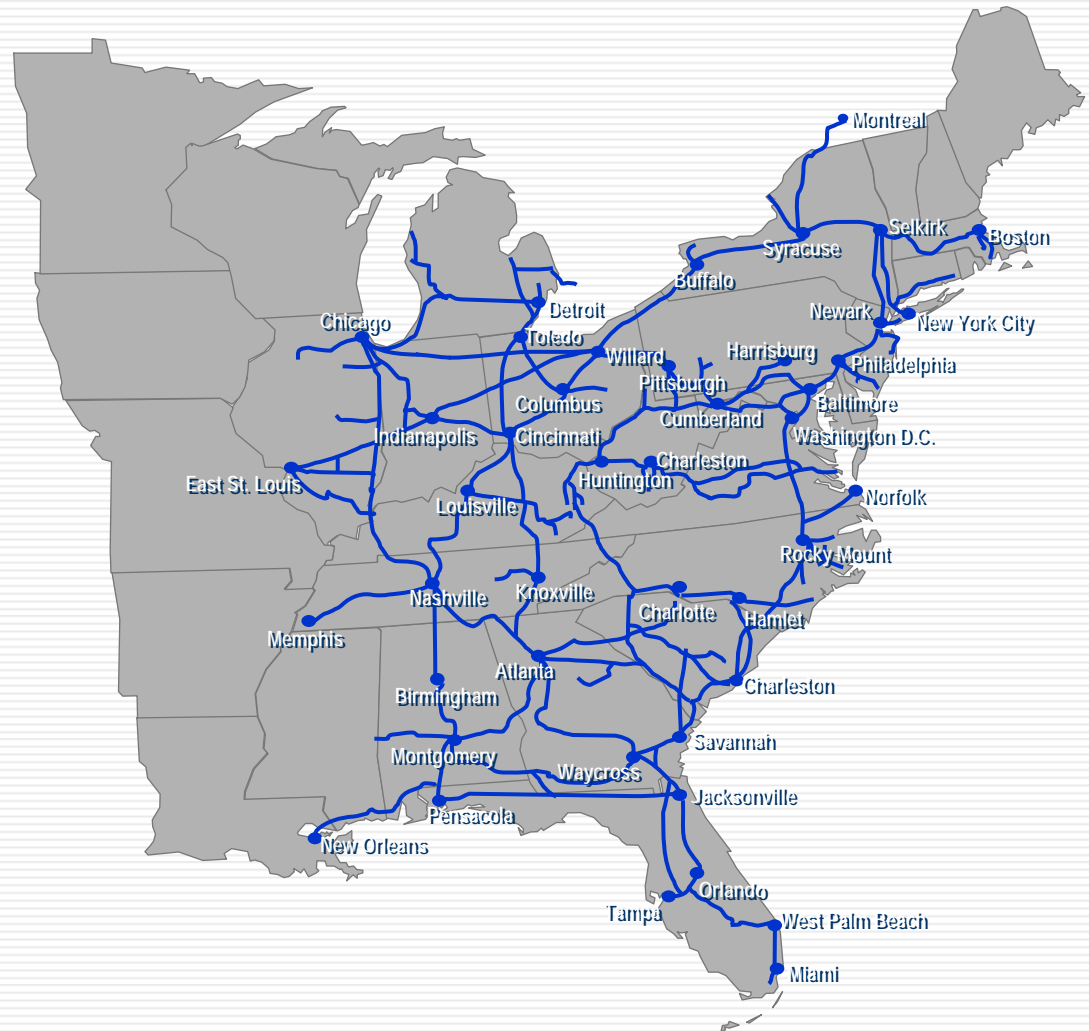 Montreal
Selkirk
Boston
Syracuse
Buffalo
Detroit
Newark
New York City
Chicago
Toledo
Willard
Harrisburg
Philadelphia
Pittsburgh
Columbus
Baltimore
Cumberland
Indianapolis
Cincinnati
Washington D.C.
Charleston
Huntington
East St. Louis
Norfolk
Louisville
Rocky Mount
Knoxville
Nashville
Charlotte
Hamlet
Memphis
Atlanta
Charleston
Birmingham
Savannah
Montgomery
Waycross
Jacksonville
Pensacola
New Orleans
Orlando
Tampa
West Palm Beach
Miami